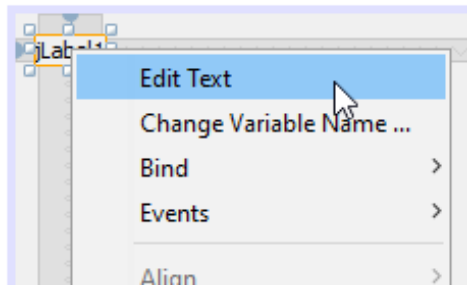 jLabel1
Edit Text
Change Variable Name ...
Bind
Events
Align